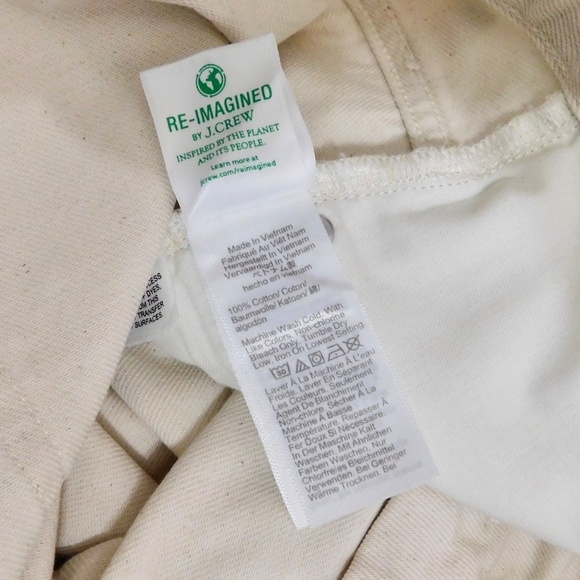 RE-IMAGINED
BY J.CREW
INSPIRED BY THE PLANET
AND ITS PEOPLE.
Learn more at
jcrew.com/reimagined
Made In Vietnam
Fabriqué Au Viêt Nam
Hergestellt In Vietnam
Vervaardigd In Vietnam
ベトナム製
hecho en Vietnam
100% Cotton/ Coton/
Baumwolle/ Katoen/ 綿/
algodón
Machine Wash Cold. With
Like Colors. Non-chlorine
Bleach Only. Tumble Dry
Low. Iron On Lowest Setting
30
Laver À La Machine À L'eau
Froide. Laver En Séparant
Les Couleurs. Seulement
Agent De Blanchiment
Non-chlore. Sécher À La
Machine À Basse
Température. Repasser À
Fer Doux Si Immédiat
In Der Maschine Kalt
Waschen. Mit Ähnlichen
Farben Waschen. Nur
Chlorfreies Bleichmittel
Verwenden. Bei Geringer
Wärme Trocknen. Bei
DYES.
THIS
TRANSFER
SURFACES.